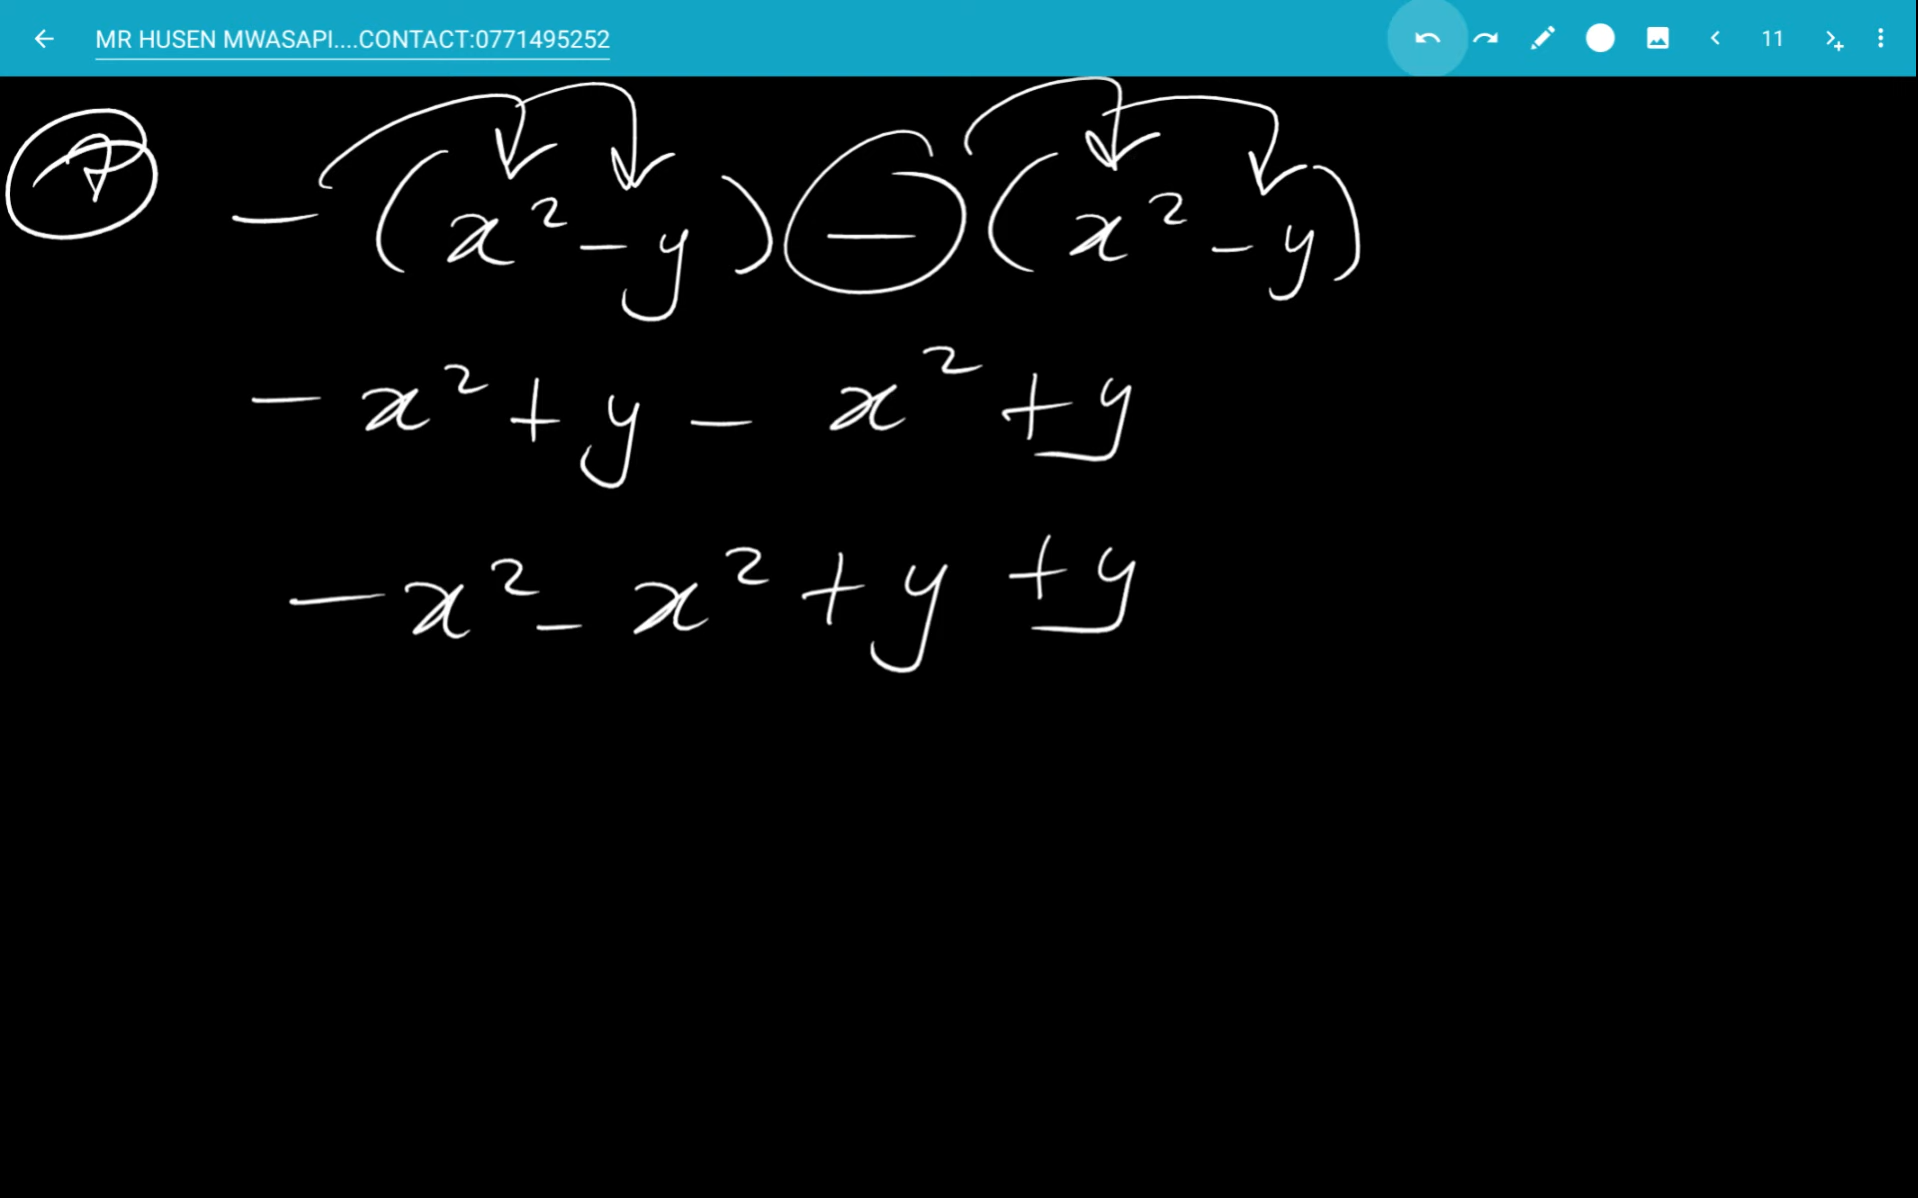 MR HUSEN MWASAPI....CONTACT:0771495252
11
-(x²-y)-(x²-y)
-x²+y-x²+y
-x²-x²+y+y